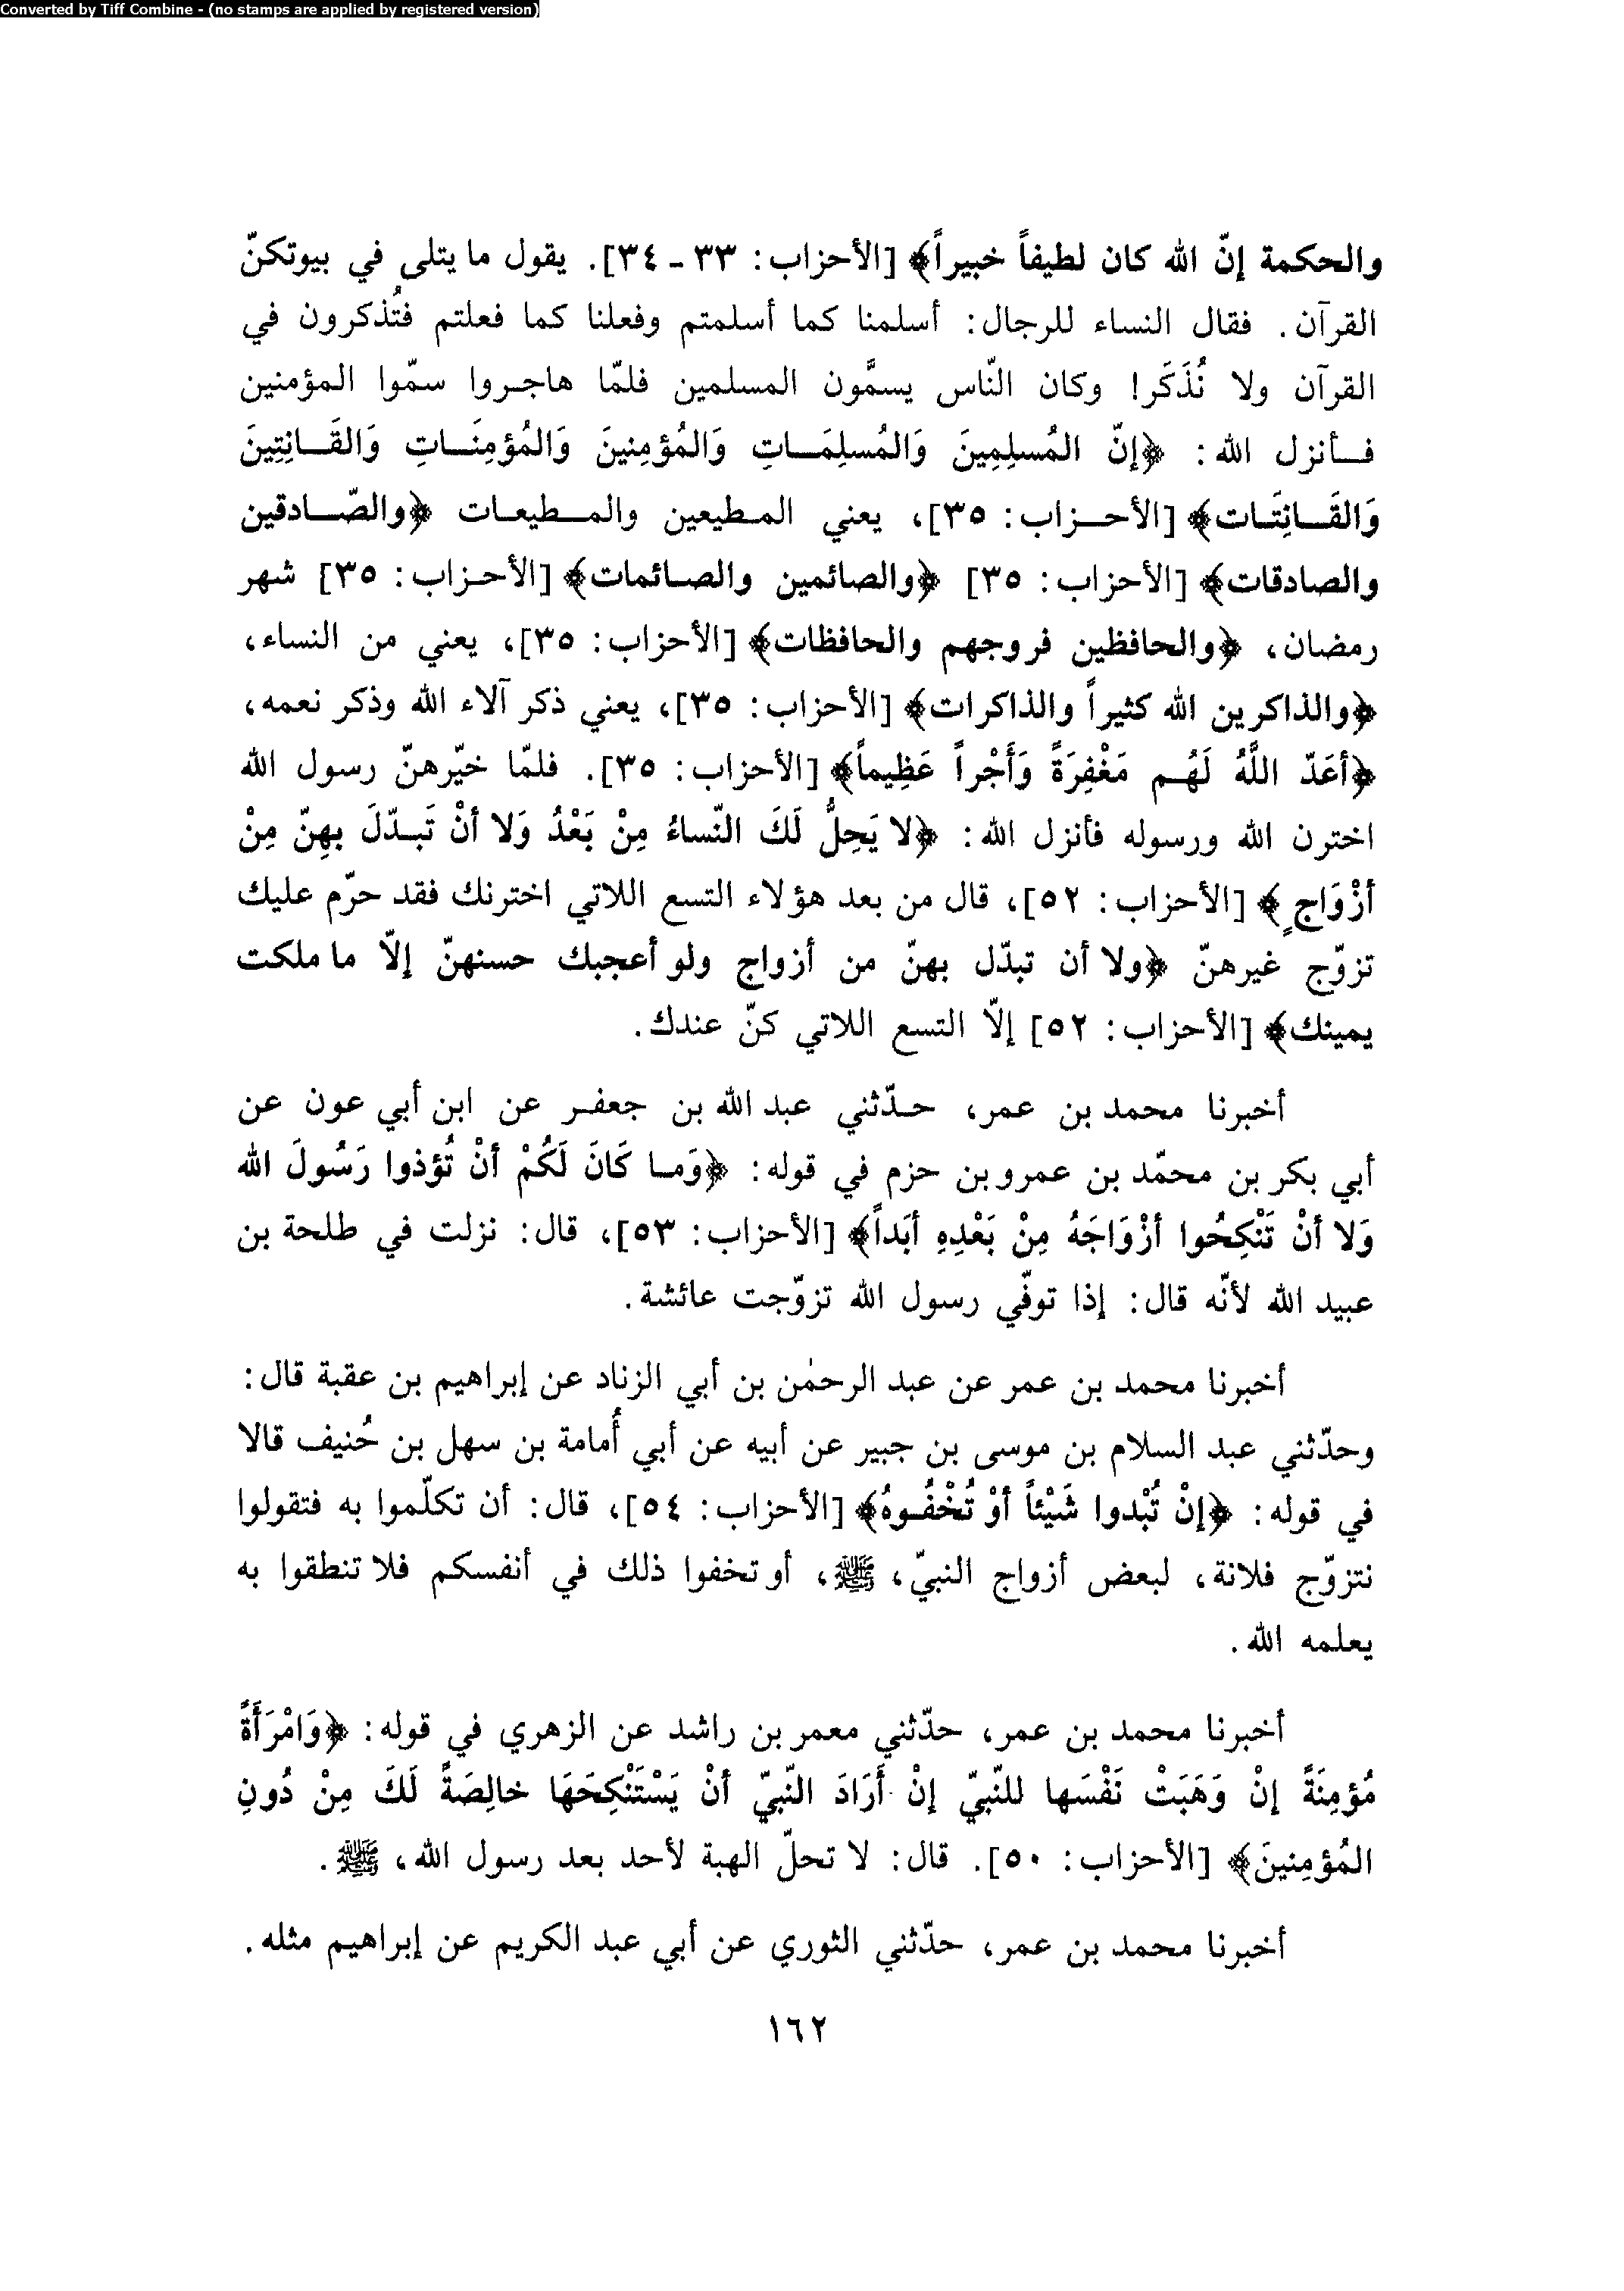 Converted by Tiff Combine - (no stamps are applied by registered version)
والحكمة إنّ الله كان لطيفاً خبيراً﴾ [الأحزاب: ٣٣ - ٣٤]. يقول ما يتلى في بيوتكنّ
القرآن. فقال النساء للرجال: أسلمنا كما أسلمتم وفعلنا كما فعلتم فتُذكرون في
القرآن ولا نُذَكَر! وكان النّاس يسمَّون المسلمين فلمّا هاجروا سمّوا المؤمنين
فأنزل الله: ﴿إنّ المُسلِمِينَ وَالمُسلِمَاتِ وَالمُؤمِنينَ وَالمُؤمِنَاتِ وَالقَانِتِينَ
وَالقَانِتَات﴾ [الأحزاب: ٣٥]، يعني المطيعين والمطيعات ﴿والصّادقين
والصادقات﴾ [الأحزاب: ٣٥] ﴿والصائمين والصائمات﴾ [الأحزاب: ٣٥] شهر
رمضان، ﴿والحافظين فروجهم والحافظات﴾ [الأحزاب: ٣٥]، يعني من النساء،
﴿والذاكرين الله كثيراً والذاكرات﴾ [الأحزاب: ٣٥]، يعني ذكر آلاء الله وذكر نعمه،
﴿أعَدّ اللَّهُ لَهُم مَغْفِرَةً وَأَجْراً عَظِيماً﴾ [الأحزاب: ٣٥]. فلمّا خيّرهنّ رسول الله
اخترن الله ورسوله فأنزل الله: ﴿لا يَحِلُّ لَكَ النّساءُ مِنْ بَعْدُ وَلا أنْ تَبدّلَ بِهِنّ مِنْ
أزْوَاجٍ﴾ [الأحزاب: ٥٢]، قال من بعد هؤلاء التسع اللاتي اخترنك فقد حرّم عليك
تزوّج غيرهنّ ﴿ولا أن تبدّل بهنّ من أزواج ولو أعجبك حسنهنّ إلّا ما ملكت
يمينك﴾ [الأحزاب: ٥٢] إلّا التسع اللاتي كنّ عندك.
أخبرنا محمد بن عمر، حدّثني عبد الله بن جعفر عن ابن أبي عون عن
أبي بكر بن محمّد بن عمرو بن حزم في قوله: ﴿وَما كَانَ لَكُمْ أنْ تُؤذوا رَسُولَ الله
وَلا أنْ تَنْكِحُوا أزْوَاجَهُ مِنْ بَعْدِهِ أبَداً﴾ [الأحزاب: ٥٣]، قال: نزلت في طلحة بن
عبيد الله لأنّه قال: إذا توفّي رسول الله تزوّجت عائشة.
أخبرنا محمد بن عمر عن عبد الرحمٰن بن أبي الزناد عن إبراهيم بن عقبة قال:
وحدّثني عبد السلام بن موسى بن جبير عن أبيه عن أبي أُمامة بن سهل بن حُنيف قالا
في قوله: ﴿إنْ تُبْدوا شَيْئاً أوْ تُخْفُوهُ﴾ [الأحزاب: ٥٤]، قال: أن تكلّموا به فتقولوا
نتزوّج فلانة، لبعض أزواج النبيّ، ﷺ، أو تخفوا ذلك في أنفسكم فلا تنطقوا به
يعلمه الله.
أخبرنا محمد بن عمر، حدّثني معمر بن راشد عن الزهري في قوله: ﴿وَامْرَأَةً
مُؤمِنَةً إنْ وَهَبَتْ نَفْسَها للنّبيّ إنْ أَرَادَ النّبيّ أنْ يَسْتَنْكِحَهَا خالِصَةً لَكَ مِنْ دُونِ
المُؤمِنينَ﴾ [الأحزاب: ٥٠]. قال: لا تحلّ الهبة لأحد بعد رسول الله، ﷺ.
أخبرنا محمد بن عمر، حدّثني الثوري عن أبي عبد الكريم عن إبراهيم مثله.
١٦٢